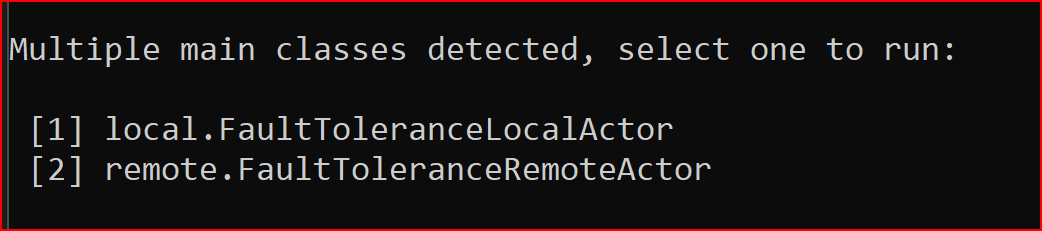 Multiple main classes detected, select one to run:
[1] local.FaultToleranceLocalActor
[2] remote.FaultToleranceRemoteActor